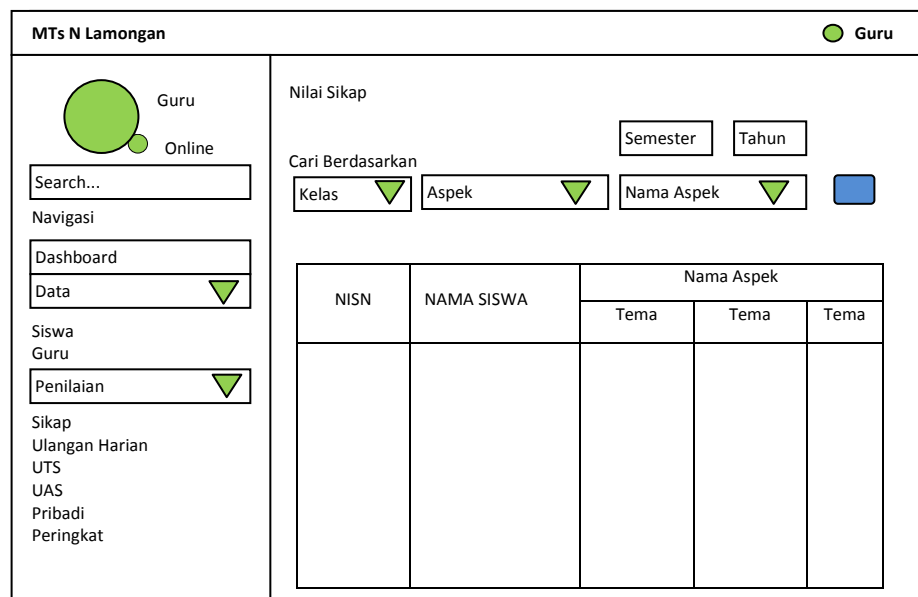 MTs N Lamongan
Guru
Guru
Online
Search...
Navigasi
Dashboard
Data
Siswa
Guru
Penilaian
Sikap
Ulangan Harian
UTS
UAS
Pribadi
Peringkat
Nilai Sikap
Semester Tahun
Cari Berdasarkan
Kelas Aspek Nama Aspek
NISN NAMA SISWA Nama Aspek
Tema Tema Tema